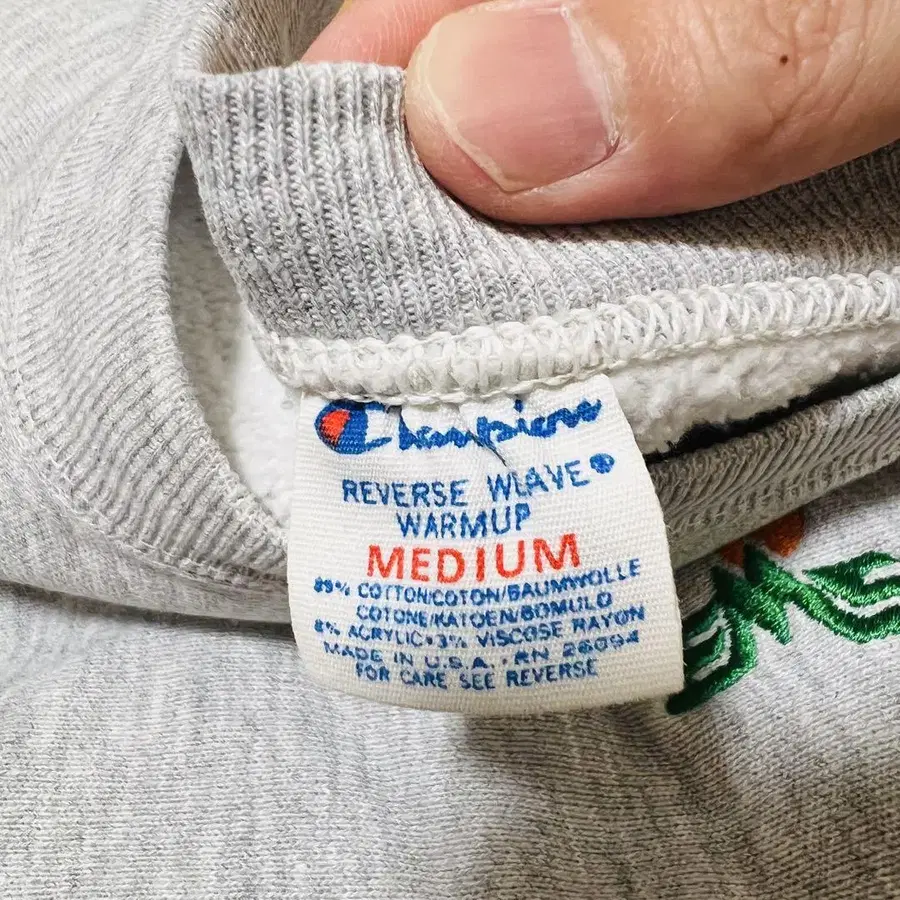 Champion
REVERSE WEAVE®
WARMUP
MEDIUM
89% COTTON/COTON/BAUMWOLLE
COTONE/KATOEN/BOMULD
8% ACRYLIC•3% VISCOSE RAYON
MADE IN U.S.A. • RN 26094
FOR CARE SEE REVERSE